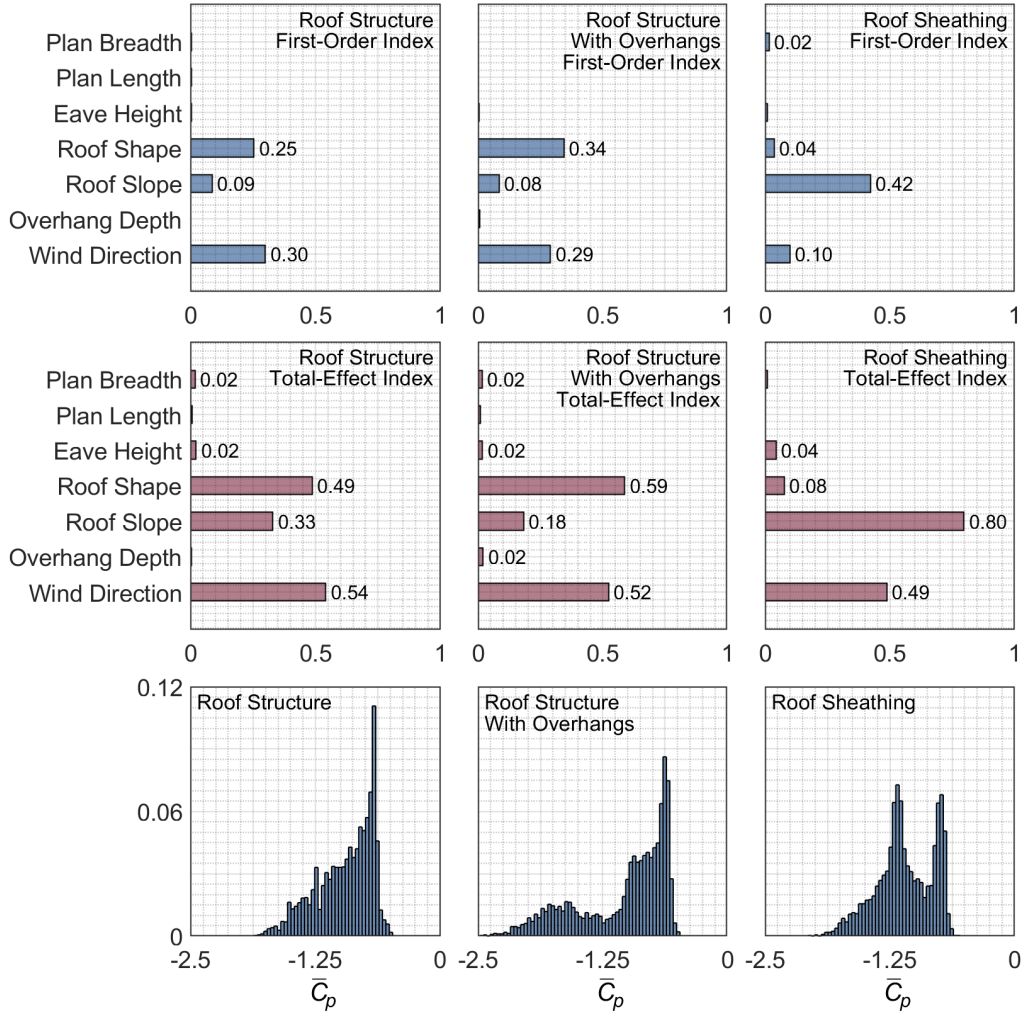 Roof Structure
First-Order Index
Roof Structure
With Overhangs
First-Order Index
Roof Sheathing
First-Order Index
Plan Breadth
0.02
Plan Length
Eave Height
Roof Shape
0.25
0.34
0.04
Roof Slope
0.09
0.08
0.42
Overhang Depth
Wind Direction
0.30
0.29
0.10
0 0.5 1
0 0.5 1
0 0.5 1
Roof Structure
Total-Effect Index
Roof Structure
With Overhangs
Total-Effect Index
Roof Sheathing
Total-Effect Index
Plan Breadth
0.02
0.02
Plan Length
Eave Height
0.02
0.02
0.04
Roof Shape
0.49
0.59
0.08
Roof Slope
0.33
0.18
0.80
Overhang Depth
0.02
Wind Direction
0.54
0.52
0.49
0 0.5 1
0 0.5 1
0 0.5 1
0.12
0.06
0
Roof Structure
Roof Structure
With Overhangs
Roof Sheathing
-2.5 -1.25 0
-2.5 -1.25 0
-2.5 -1.25 0
C̅p
C̅p
C̅p